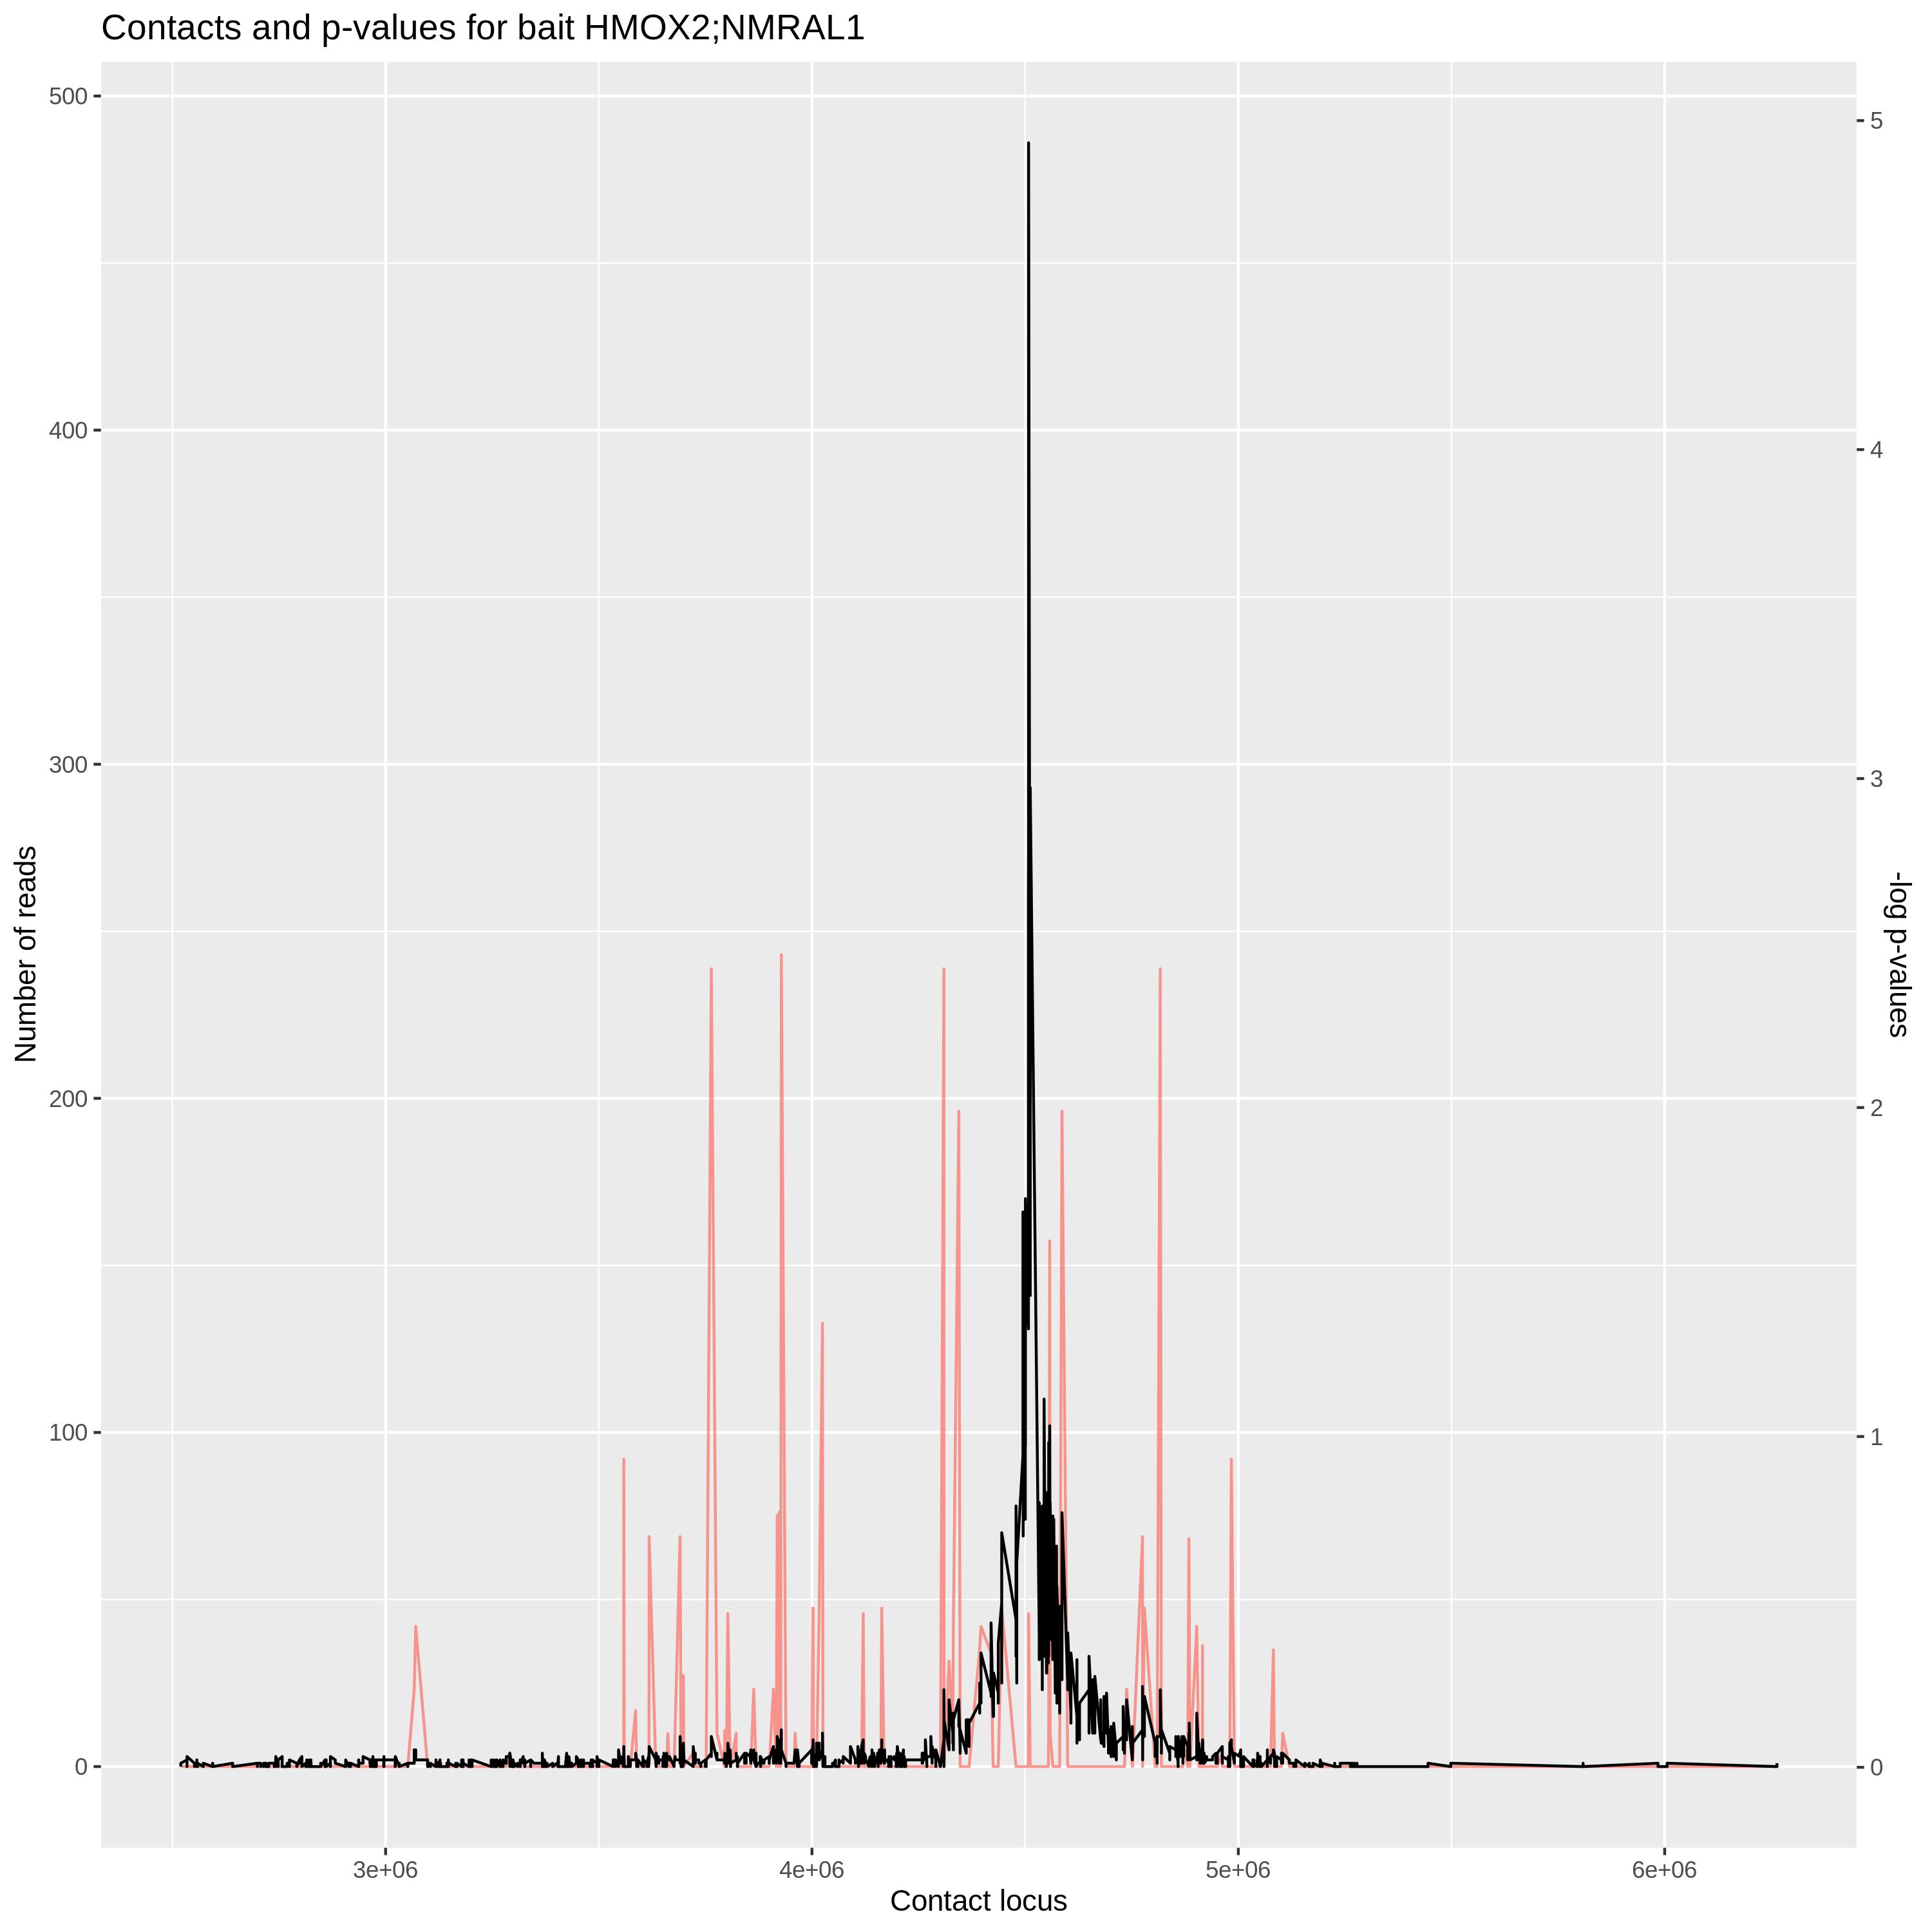 Contacts and p-values for bait HMOX2;NMRAL1
500
400
300
200
100
0
Number of reads
5
4
3
2
1
0
-log p-values
3e+06
4e+06
5e+06
6e+06
Contact locus